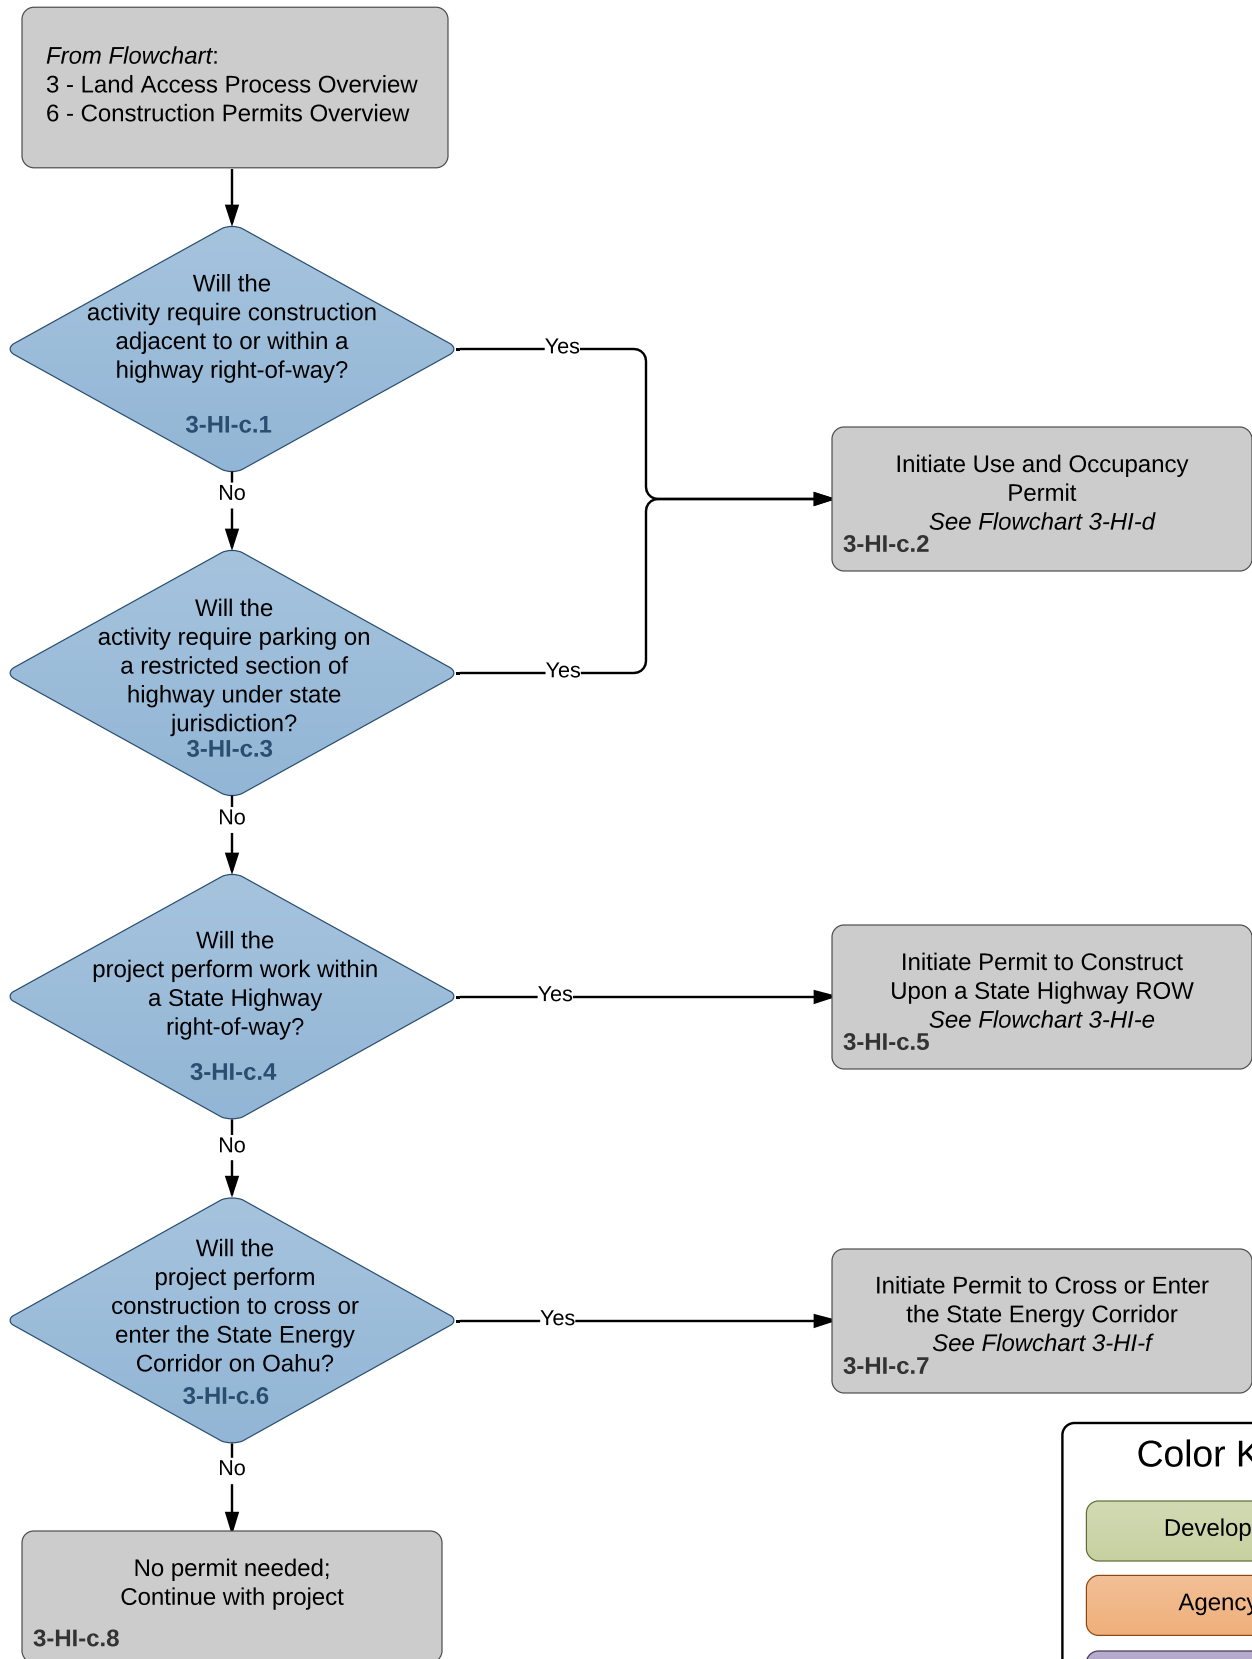 From Flowchart:
3 - Land Access Process Overview
6 - Construction Permits Overview
Will the
activity require construction
adjacent to or within a
highway right-of-way?
3-HI-c.1
Yes
No
Initiate Use and Occupancy
Permit
See Flowchart 3-HI-d
3-HI-c.2
Will the
activity require parking on
a restricted section of
highway under state
jurisdiction?
3-HI-c.3
Yes
No
Will the
project perform work within
a State Highway
right-of-way?
3-HI-c.4
Yes
No
Initiate Permit to Construct
Upon a State Highway ROW
See Flowchart 3-HI-e
3-HI-c.5
Will the
project perform
construction to cross or
enter the State Energy
Corridor on Oahu?
3-HI-c.6
Yes
No
Initiate Permit to Cross or Enter
the State Energy Corridor
See Flowchart 3-HI-f
3-HI-c.7
No permit needed;
Continue with project
3-HI-c.8
Color K
Develop
Agency